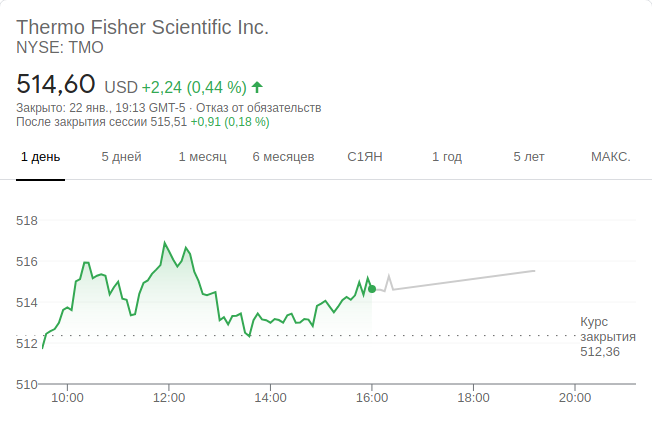 Thermo Fisher Scientific Inc.
NYSE: TMO
514,60 USD +2,24 (0,44 %)
Закрыто: 22 янв., 19:13 GMT-5 · Отказ от обязательств
После закрытия сессии 515,51 +0,91 (0,18 %)
1 день 5 дней 1 месяц 6 месяцев С1ЯН 1 год 5 лет МАКС.
518
516
514
Курс
закрытия
512
512,36
510
10:00 12:00 14:00 16:00 18:00 20:00